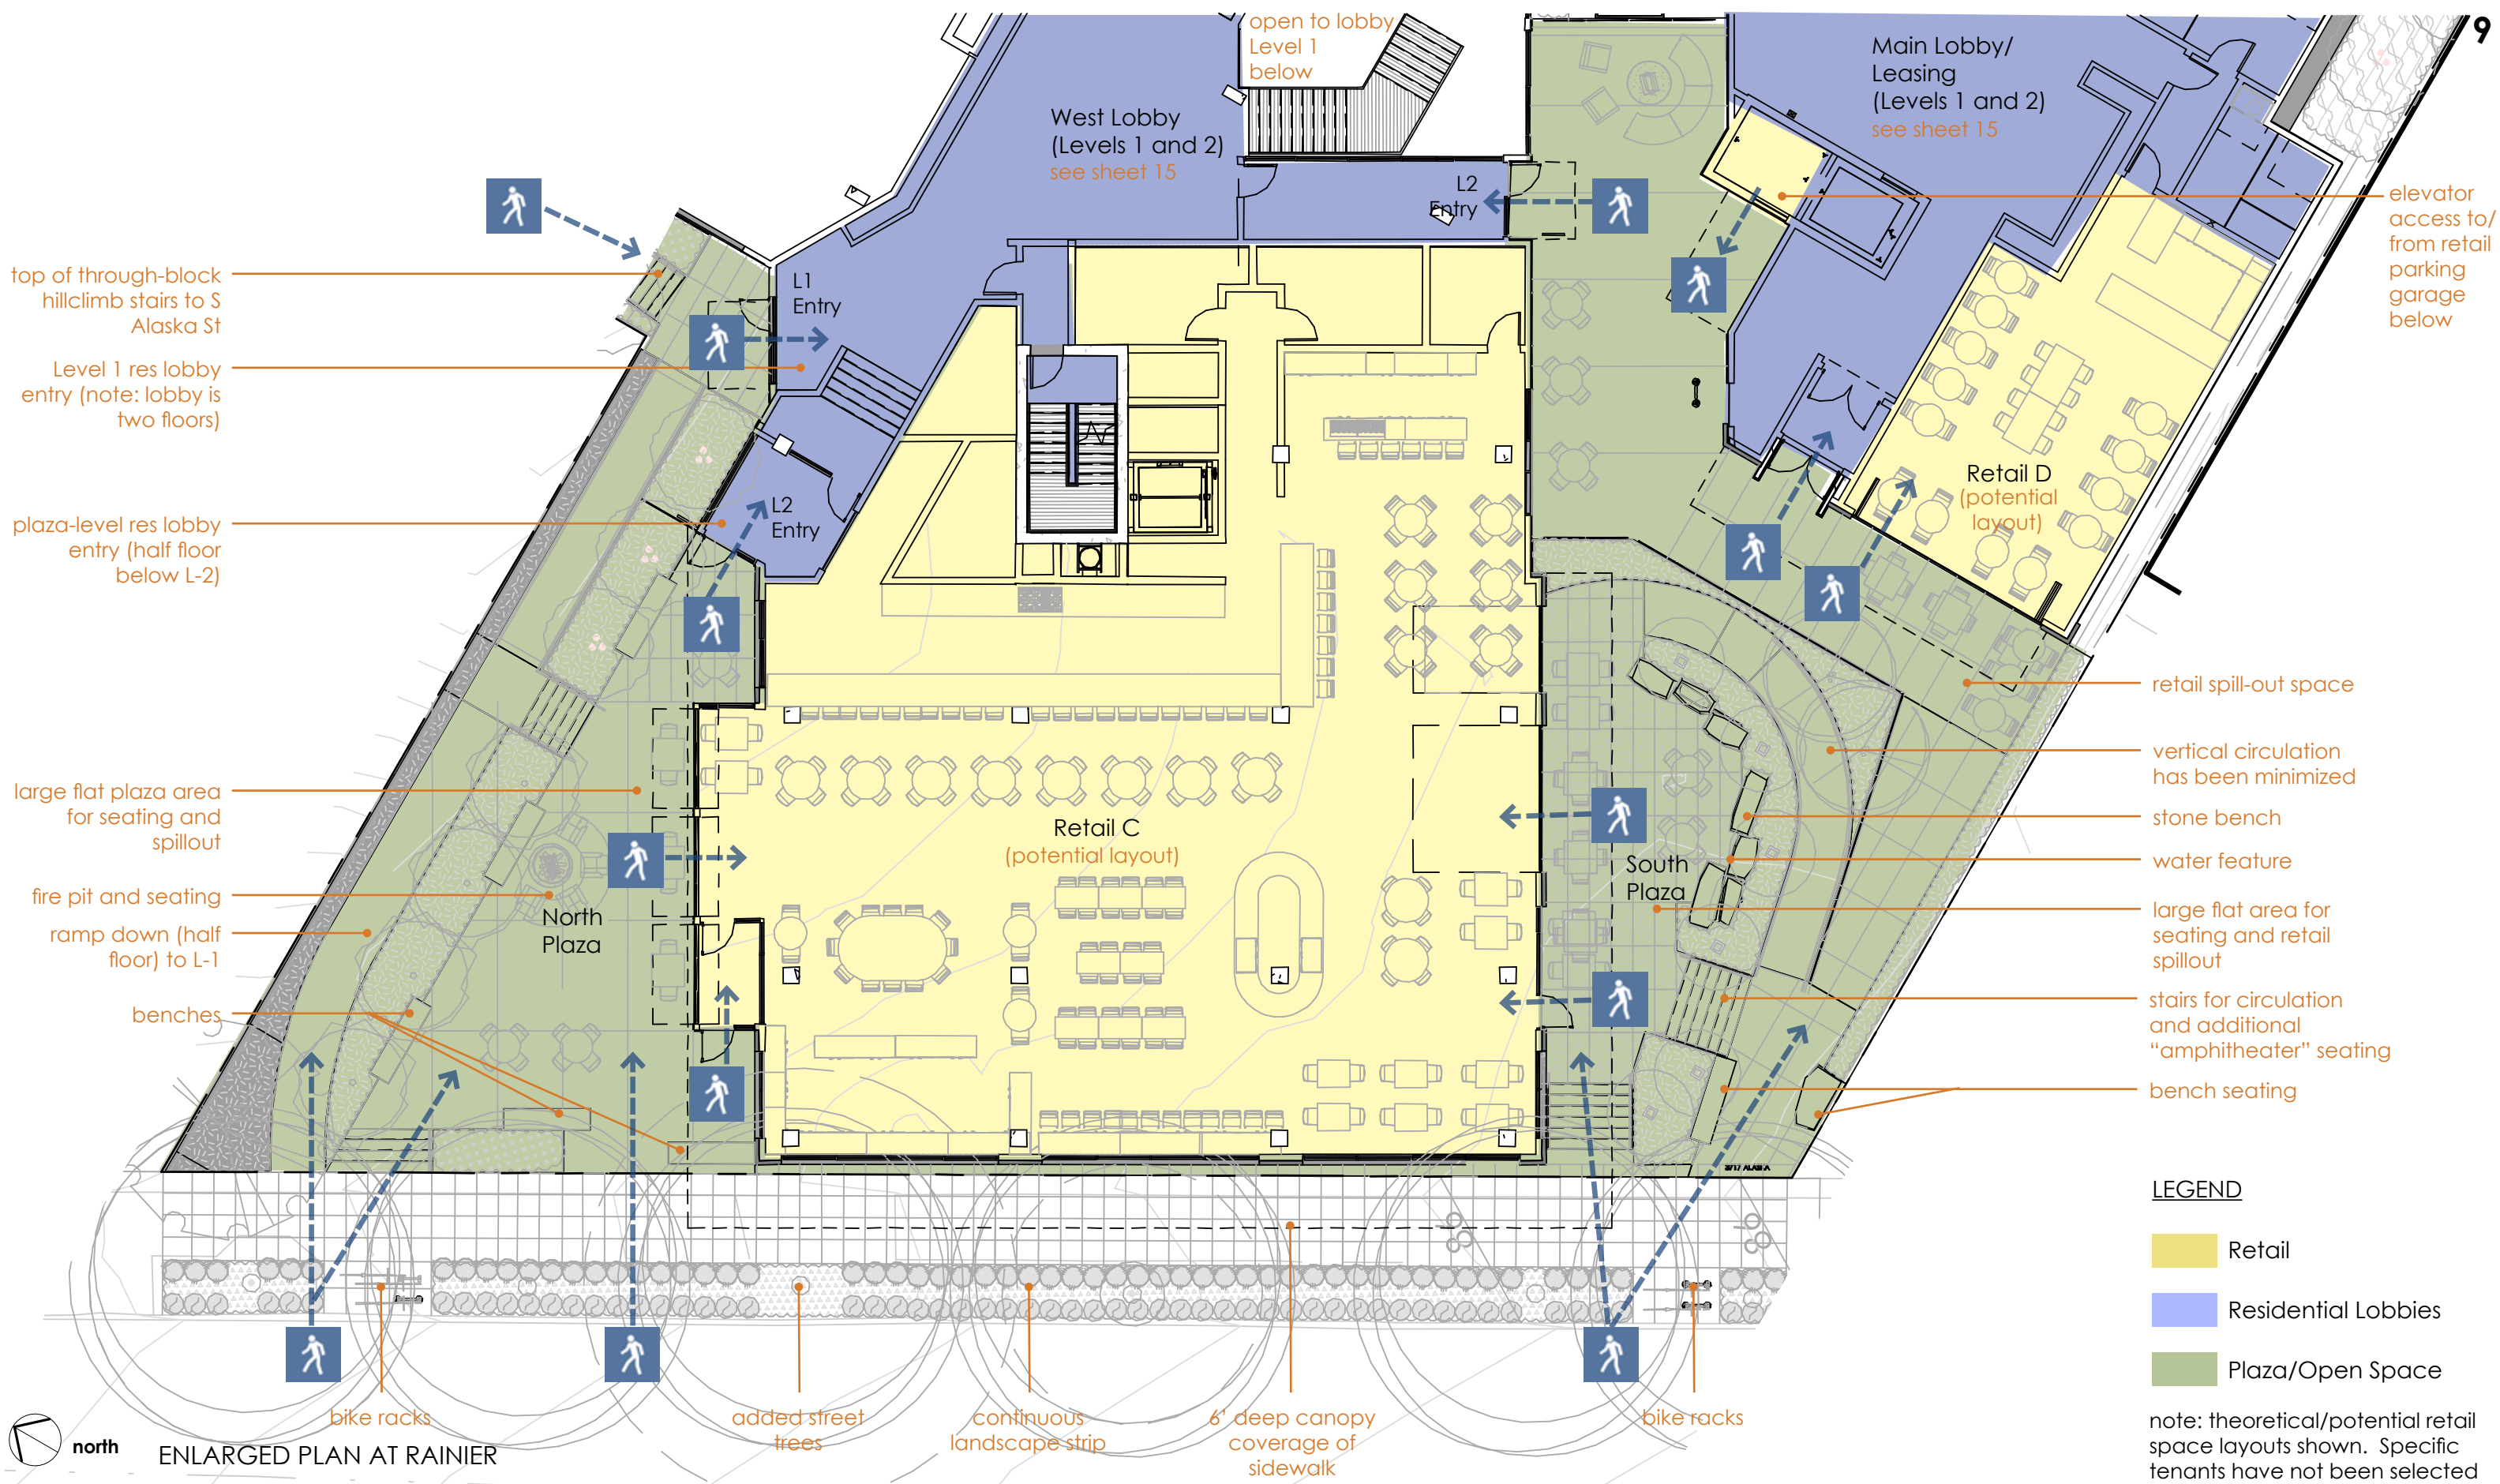 open to lobby
Level 1
below
9
Main Lobby/
Leasing
(Levels 1 and 2)
see sheet 15
West Lobby
(Levels 1 and 2)
see sheet 15
L2
Entry
elevator
access to/
from retail
parking
garage
below
top of through-block
hillclimb stairs to S
Alaska St
L1
Entry
Level 1 res lobby
entry (note: lobby is
two floors)
Retail D
(potential
layout)
plaza-level res lobby
entry (half floor
below L-2)
L2
Entry
retail spill-out space
vertical circulation
has been minimized
large flat plaza area
for seating and
spillout
stone bench
Retail C
(potential layout)
South
Plaza
water feature
fire pit and seating
North
Plaza
large flat area for
seating and retail
spillout
ramp down (half
floor) to L-1
benches
stairs for circulation
and additional
“amphitheater” seating
bench seating
3717 ALASKA
LEGEND
Retail
Residential Lobbies
Plaza/Open Space
bike racks
added street
trees
continuous
landscape strip
6' deep canopy
coverage of
sidewalk
bike racks
note: theoretical/potential retail
space layouts shown.  Specific
tenants have not been selected
north
ENLARGED PLAN AT RAINIER